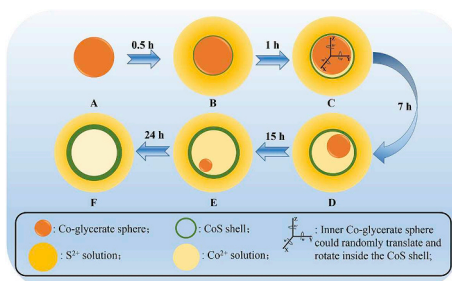 0.5 h
1 h
A
B
C
7 h
24 h
15 h
F
E
D
: Co-glycerate sphere;
: CoS shell;
: S²⁺ solution;
: Co²⁺ solution;
z
x
: Inner Co-glycerate sphere
could randomly translate and
rotate inside the CoS shell;